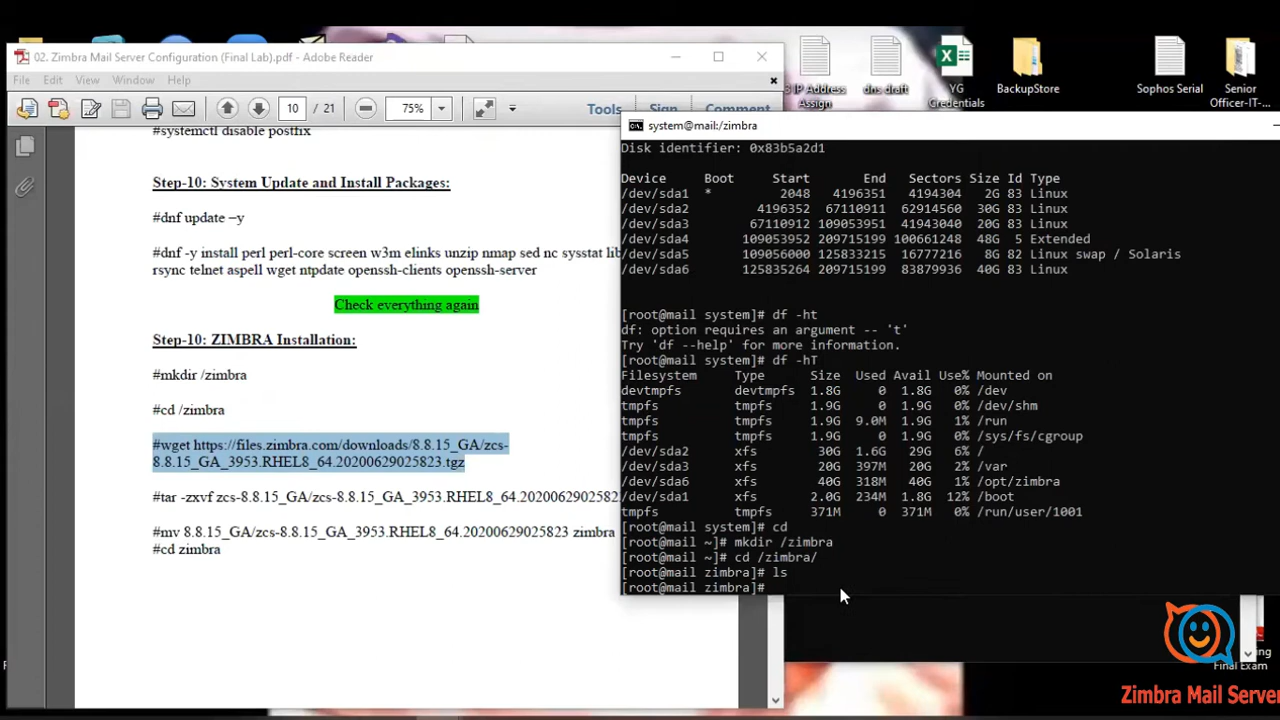 02. Zimbra Mail Server Configuration (Final Lab).pdf - Adobe Reader
File Edit View Window Help
10 / 21 75% Tools Sign Comment
#systemctl disable postfix
Step-10: System Update and Install Packages:
#dnf update –y
#dnf -y install perl perl-core screen w3m elinks unzip nmap sed nc sysstat lib
rsync telnet aspell wget ntpdate openssh-clients openssh-server
Check everything again
Step-10: ZIMBRA Installation:
#mkdir /zimbra
#cd /zimbra
#wget https://files.zimbra.com/downloads/8.8.15_GA/zcs-
8.8.15_GA_3953.RHEL8_64.20200629025823.tgz
#tar -zxvf zcs-8.8.15_GA/zcs-8.8.15_GA_3953.RHEL8_64.2020062902582
#mv 8.8.15_GA/zcs-8.8.15_GA_3953.RHEL8_64.20200629025823 zimbra
#cd zimbra
IP Address
Assign
dns draft
YG
Credentials
BackupStore
Sophos Serial
Senior
Officer-IT-...
system@mail:/zimbra
Disk identifier: 0x83b5a2d1
Device Boot Start End Sectors Size Id Type
/dev/sda1 * 2048 4196351 4194304 2G 83 Linux
/dev/sda2 4196352 67110911 62914560 30G 83 Linux
/dev/sda3 67110912 109053951 41943040 20G 83 Linux
/dev/sda4 109053952 209715199 100661248 48G 5 Extended
/dev/sda5 109056000 125833215 16777216 8G 82 Linux swap / Solaris
/dev/sda6 125835264 209715199 83879936 40G 83 Linux
[root@mail system]# df -ht
df: option requires an argument -- 't'
Try 'df --help' for more information.
[root@mail system]# df -hT
Filesystem Type Size Used Avail Use% Mounted on
devtmpfs devtmpfs 1.8G 0 1.8G 0% /dev
tmpfs tmpfs 1.9G 0 1.9G 0% /dev/shm
tmpfs tmpfs 1.9G 9.0M 1.9G 1% /run
tmpfs tmpfs 1.9G 0 1.9G 0% /sys/fs/cgroup
/dev/sda2 xfs 30G 1.6G 29G 6% /
/dev/sda3 xfs 20G 397M 20G 2% /var
/dev/sda6 xfs 40G 318M 40G 1% /opt/zimbra
/dev/sda1 xfs 2.0G 234M 1.8G 12% /boot
tmpfs tmpfs 371M 0 371M 0% /run/user/1001
[root@mail system]# cd
[root@mail ~]# mkdir /zimbra
[root@mail ~]# cd /zimbra/
[root@mail zimbra]# ls
[root@mail zimbra]#
Final Exam
Zimbra Mail Server